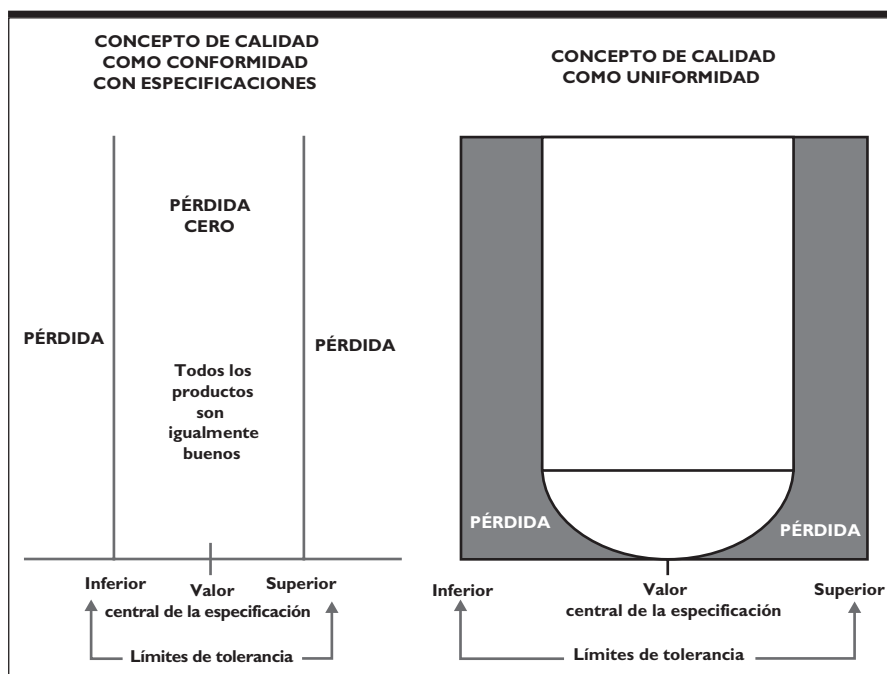 CONCEPTO DE CALIDAD
COMO CONFORMIDAD
CON ESPECIFICACIONES
PÉRDIDA
CERO
PÉRDIDA
PÉRDIDA
Todos los
productos
son
igualmente
buenos
Inferior
Valor
Superior
central de la especificación
Límites de tolerancia
CONCEPTO DE CALIDAD
COMO UNIFORMIDAD
PÉRDIDA
PÉRDIDA
Inferior
Valor
Superior
central de la especificación
Límites de tolerancia